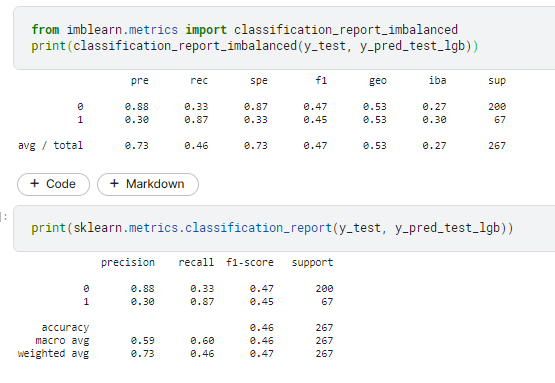 from imblearn.metrics import classification_report_imbalanced
print(classification_report_imbalanced(y_test, y_pred_test_lgb))
pre rec spe f1 geo iba sup
0 0.88 0.33 0.87 0.47 0.53 0.27 200
1 0.30 0.87 0.33 0.45 0.53 0.30 67
avg / total 0.73 0.46 0.73 0.47 0.53 0.27 267
+ Code + Markdown
]:
print(sklearn.metrics.classification_report(y_test, y_pred_test_lgb))
precision recall f1-score support
0 0.88 0.33 0.47 200
1 0.30 0.87 0.45 67
accuracy 0.46 267
macro avg 0.59 0.60 0.46 267
weighted avg 0.73 0.46 0.47 267